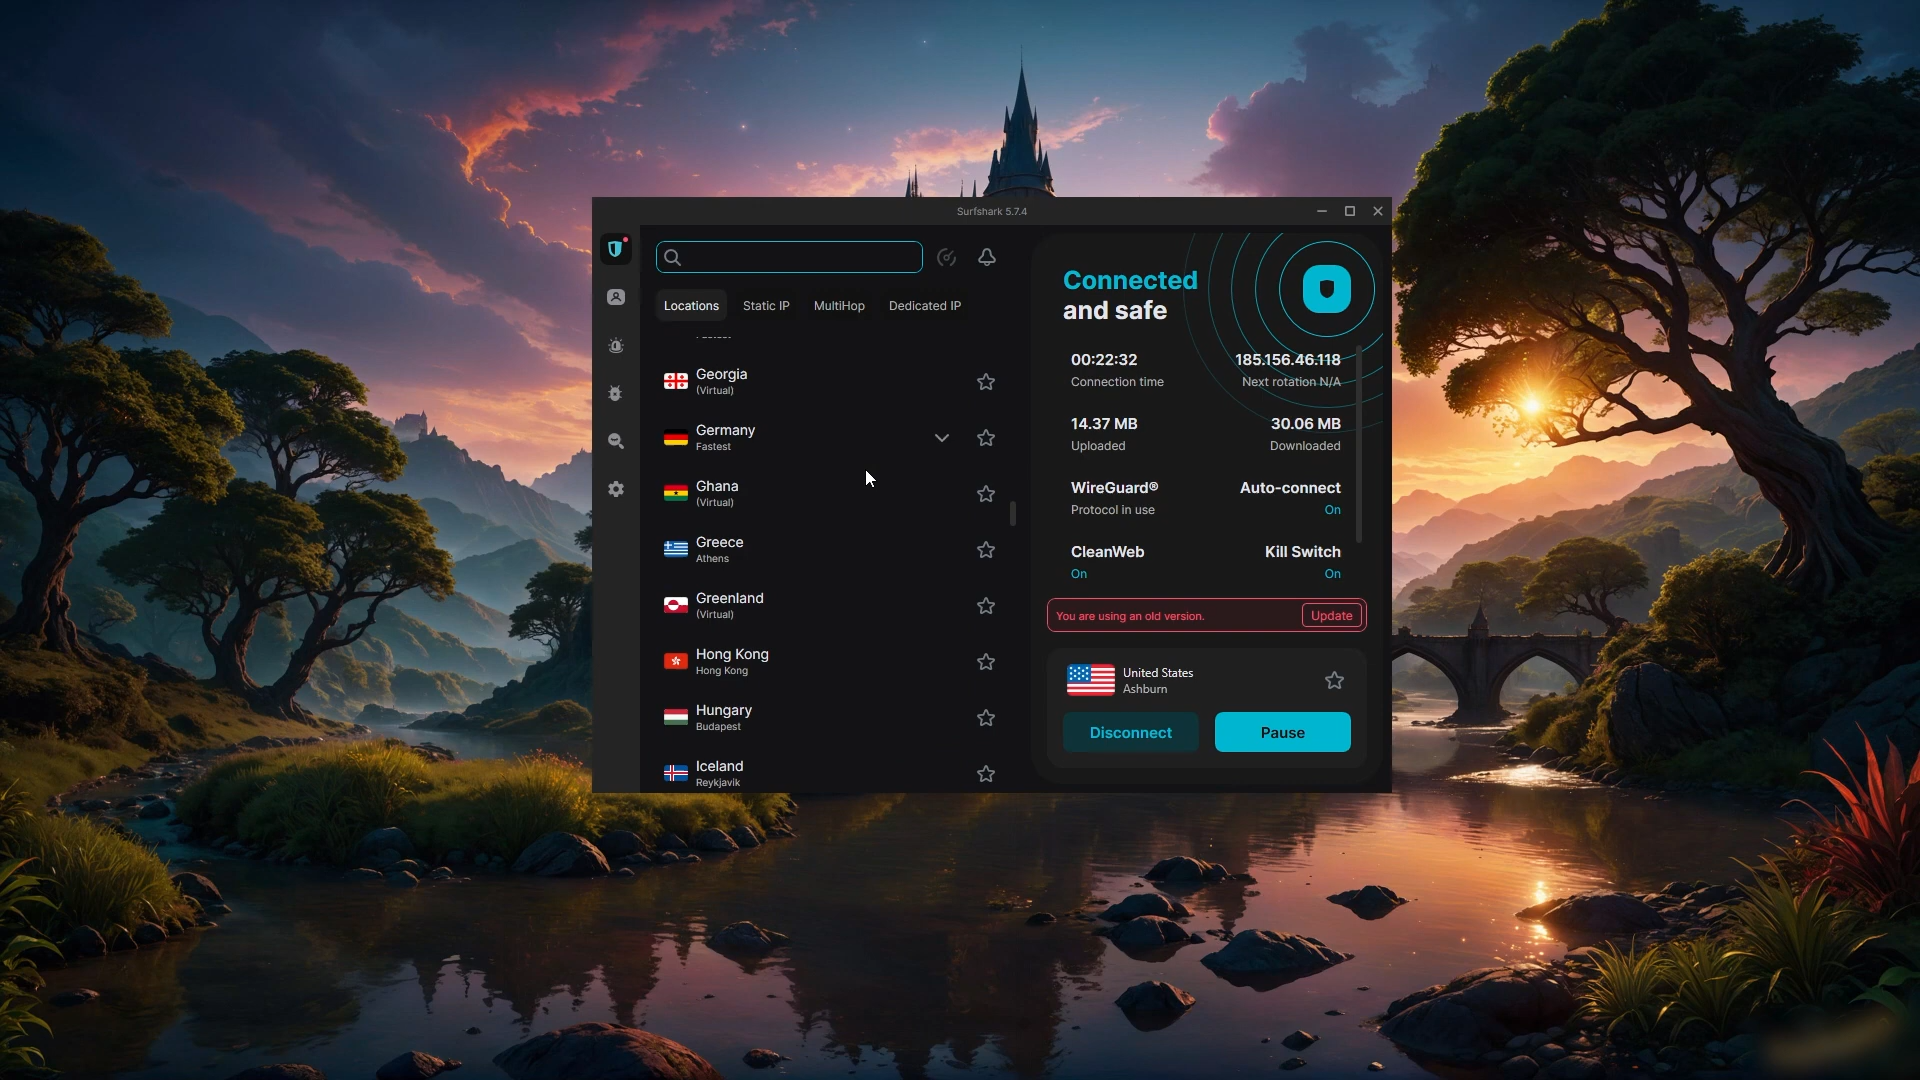 Surfshark 5.7.4
Locations
Static IP
MultiHop
Dedicated IP
Georgia
(Virtual)
Germany
Fastest
Ghana
(Virtual)
Greece
Athens
Greenland
(Virtual)
Hong Kong
Hong Kong
Hungary
Budapest
Iceland
Reykjavik
Connected
and safe
00:22:32
Connection time
185.156.46.118
Next rotation N/A
14.37 MB
Uploaded
30.06 MB
Downloaded
WireGuard®
Protocol in use
Auto-connect
On
CleanWeb
On
Kill Switch
On
You are using an old version.
Update
United States
Ashburn
Disconnect
Pause